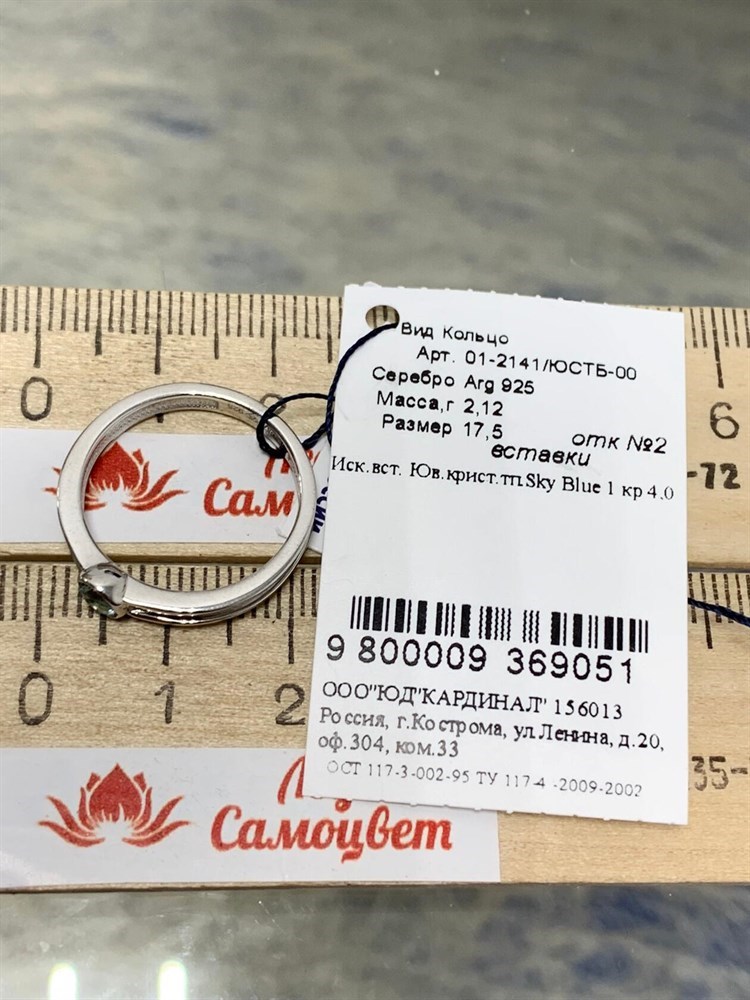 Вид Кольцо
Арт. 01-2141/ЮСТБ-00
Серебро Arg 925
Масса,г 2,12
Размер 17,5
отк №2
вставки
Иск.вст. Юв.крист.тп.Sky Blue 1 кр 4,0
9 800009 369051
ООО"ЮД"КАРДИНАЛ" 156013
Россия, г.Кострома, ул.Ленина, д.20,
оф.304, ком.33
ОСТ 117-3-002-95 ТУ 117-4 -2009-2002
0
6
Сам
-72
0 1 2
35-
Самоцвет